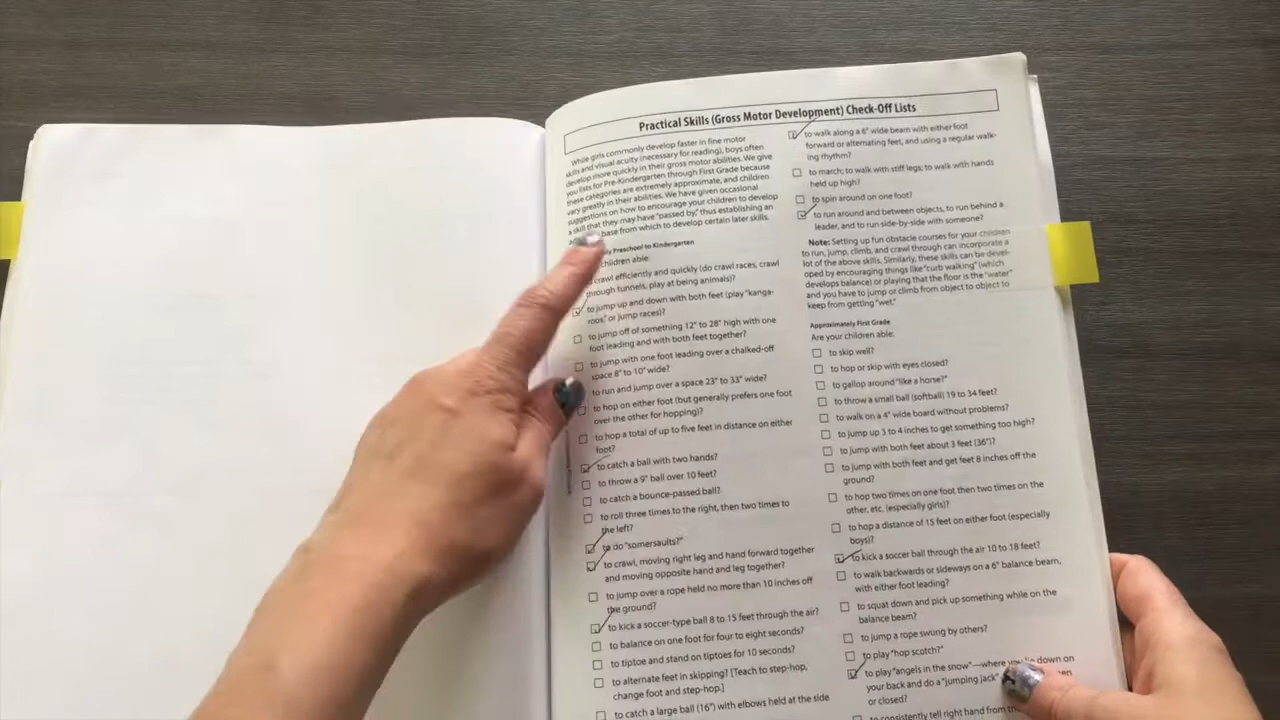 Practical Skills (Gross Motor Development) Check-Off Lists
While girls commonly develop faster in fine motor
skills and visual acuity (necessary for reading), boys often
develop more quickly in their gross motor abilities. We give
you lists for Pre-Kindergarten through First Grade because
these categories are extremely approximate, and children
vary greatly in their abilities. We have given occasional
suggestions on how to encourage your children to develop
a skill that they may have "passed by," thus establishing an
base from which to develop certain later skills.
Preschool to Kindergarten
children able:
crawl efficiently and quickly (do crawl races, crawl
through tunnels, play at being animals)?
to jump up and down with both feet (play "kanga-
roos," or jump races)?
to jump off of something 12" to 28" high with one
foot leading and with both feet together?
to jump with one foot leading over a chalked-off
space 8" to 10" wide?
to run and jump over a space 23" to 33" wide?
to hop on either foot (but generally prefers one foot
over the other for hopping)?
to hop a total of up to five feet in distance on either
foot?
to catch a ball with two hands?
to throw a 9" ball over 10 feet?
to catch a bounce-passed ball?
to roll three times to the right, then two times to
the left?
to do "somersaults?"
to crawl, moving right leg and hand forward together
and moving opposite hand and leg together?
to jump over a rope held no more than 10 inches off
the ground?
to kick a soccer-type ball 8 to 15 feet through the air?
to balance on one foot for four to eight seconds?
to tiptoe and stand on tiptoes for 10 seconds?
to alternate feet in skipping? [Teach to step-hop,
change foot and step-hop.]
to catch a large ball (16") with elbows held at the side
to walk along a 6" wide beam with either foot
forward or alternating feet, and using a regular walk-
ing rhythm?
to march; to walk with stiff legs; to walk with hands
held up high?
to spin around on one foot?
to run around and between objects, to run behind a
leader, and to run side-by-side with someone?
Note: Setting up fun obstacle courses for your children
to run, jump, climb, and crawl through can incorporate a
lot of the above skills. Similarly, these skills can be devel-
oped by encouraging things like "curb walking" (which
develops balance) or playing that the floor is the "water"
and you have to jump or climb from object to object to
keep from getting "wet."
Approximately First Grade
Are your children able:
to skip well?
to hop or skip with eyes closed?
to gallop around "like a horse?"
to throw a small ball (softball) 19 to 34 feet?
to walk on a 4" wide board without problems?
to jump up 3 to 4 inches to get something too high?
to jump with both feet about 3 feet (36")?
to jump with both feet and get feet 8 inches off the
ground?
to hop two times on one foot then two times on the
other, etc. (especially girls)?
to hop a distance of 15 feet on either foot (especially
boys)?
to kick a soccer ball through the air 10 to 18 feet?
to walk backwards or sideways on a 6" balance beam,
with either foot leading?
to squat down and pick up something while on the
balance beam?
to jump a rope swung by others?
to play "hop scotch?"
to play "angels in the snow"—where you lie down on
your back and do a "jumping jack"
or closed?
to consistently tell right hand from